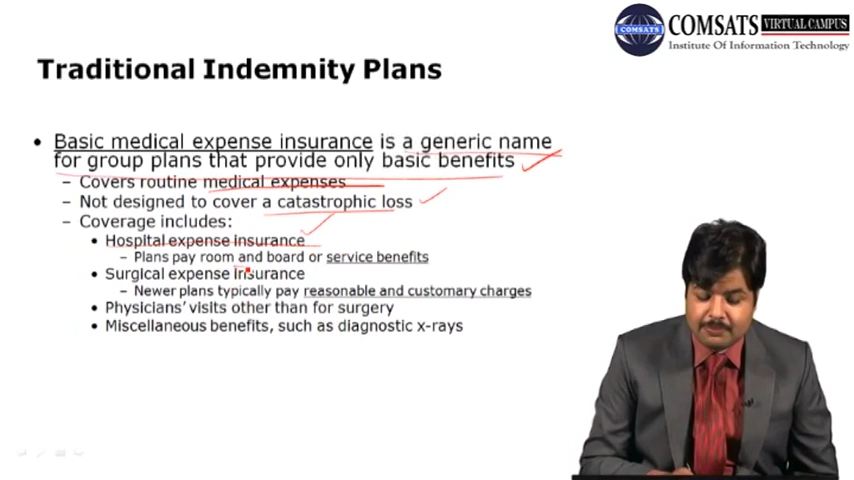 COMSATS VIRTUAL CAMPUS
COMSATS
Institute Of Information Technology
Traditional Indemnity Plans
• Basic medical expense insurance is a generic name
for group plans that provide only basic benefits
– Covers routine medical expenses
– Not designed to cover a catastrophic loss
– Coverage includes:
• Hospital expense insurance
– Plans pay room and board or service benefits
• Surgical expense insurance
– Newer plans typically pay reasonable and customary charges
• Physicians' visits other than for surgery
• Miscellaneous benefits, such as diagnostic x-rays